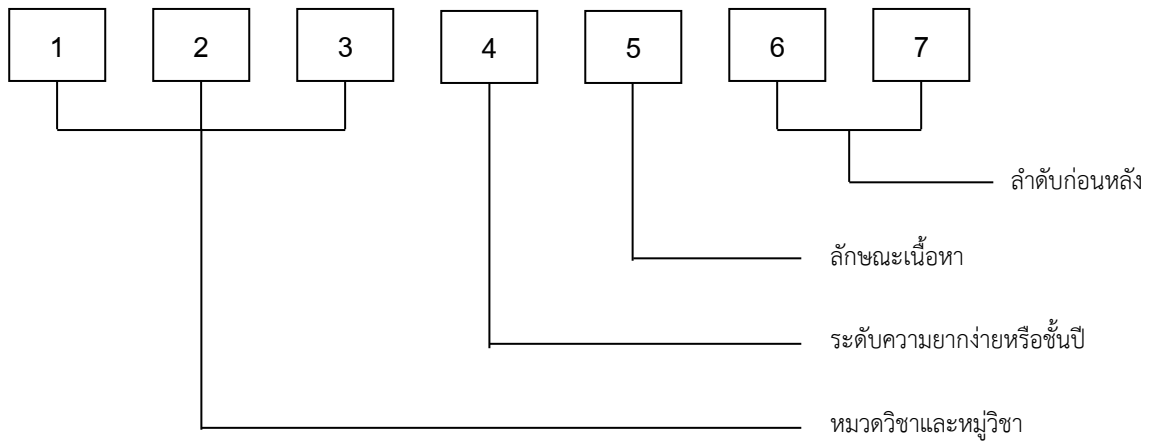 1 2 3 4 5 6 7
ลำดับก่อนหลัง
ลักษณะเนื้อหา
ระดับความยากง่ายหรือชั้นปี
หมวดวิชาและหมู่วิชา